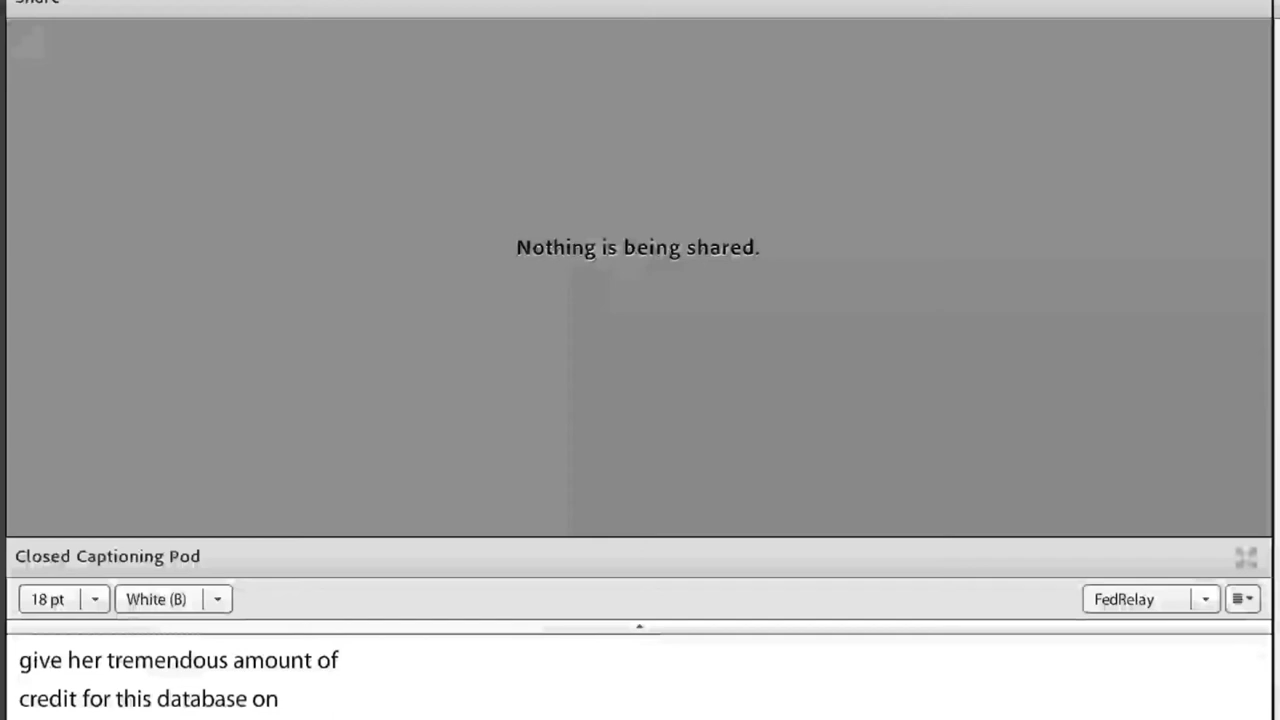 Share
Nothing is being shared.
Closed Captioning Pod
18 pt
White (B)
FedRelay
give her tremendous amount of
credit for this database on